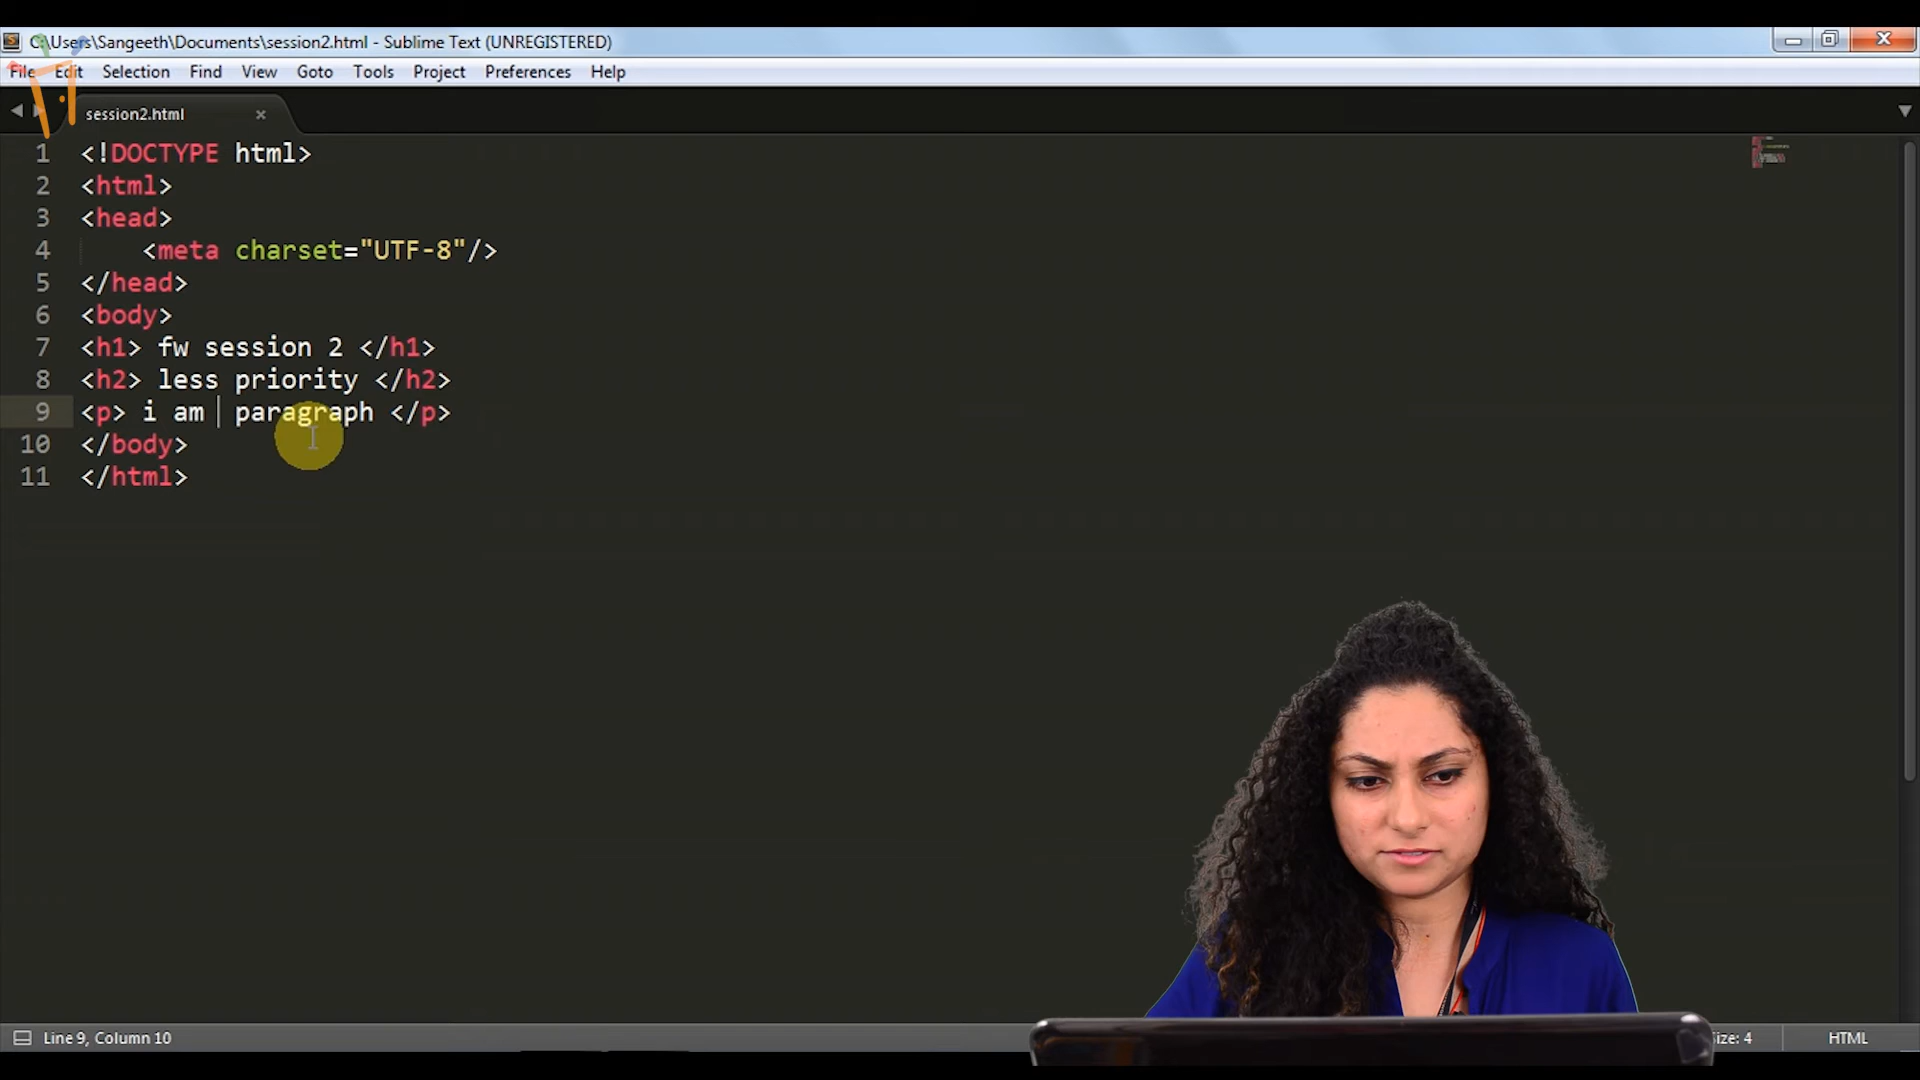 C:\Users\Sangeeth\Documents\session2.html - Sublime Text (UNREGISTERED)
File Edit Selection Find View Goto Tools Project Preferences Help
session2.html
1 <!DOCTYPE html>
2 <html>
3 <head>
4 <meta charset="UTF-8"/>
5 </head>
6 <body>
7 <h1> fw session 2 </h1>
8 <h2> less priority </h2>
9 <p> i am paragraph </p>
10 </body>
11 </html>
Line 9, Column 10
Size: 4 HTML